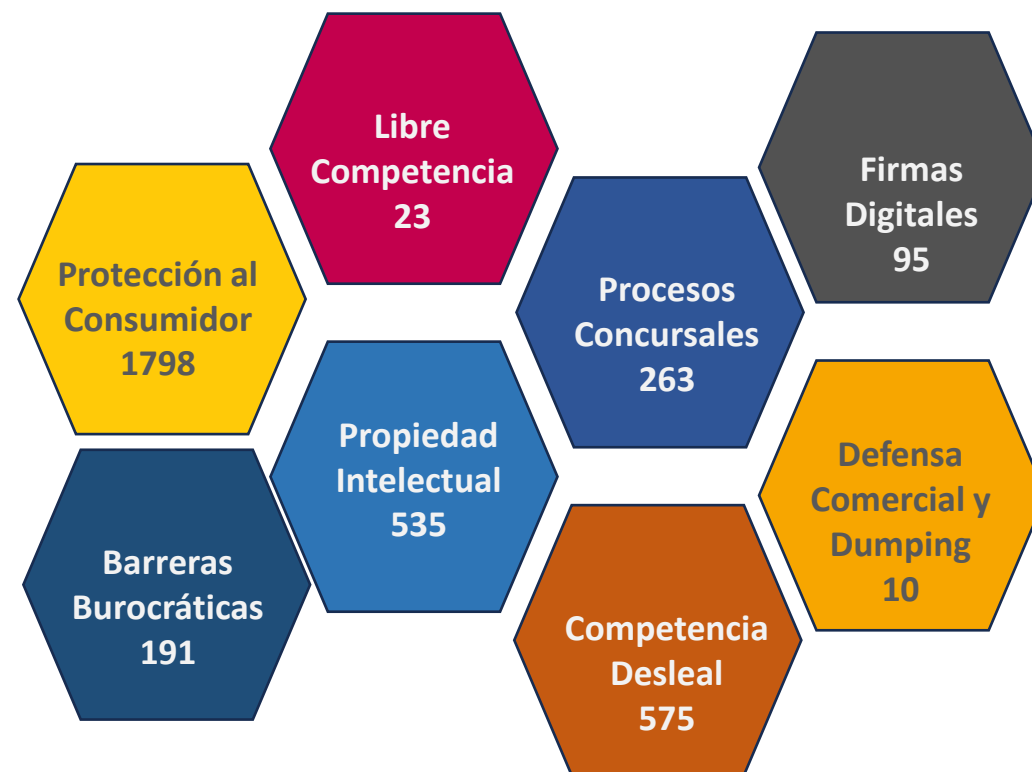 Libre
Competencia
23
Firmas
Digitales
95
Protección al
Consumidor
1798
Procesos
Concursales
263
Propiedad
Intelectual
535
Defensa
Comercial y
Dumping
10
Barreras
Burocráticas
191
Competencia
Desleal
575